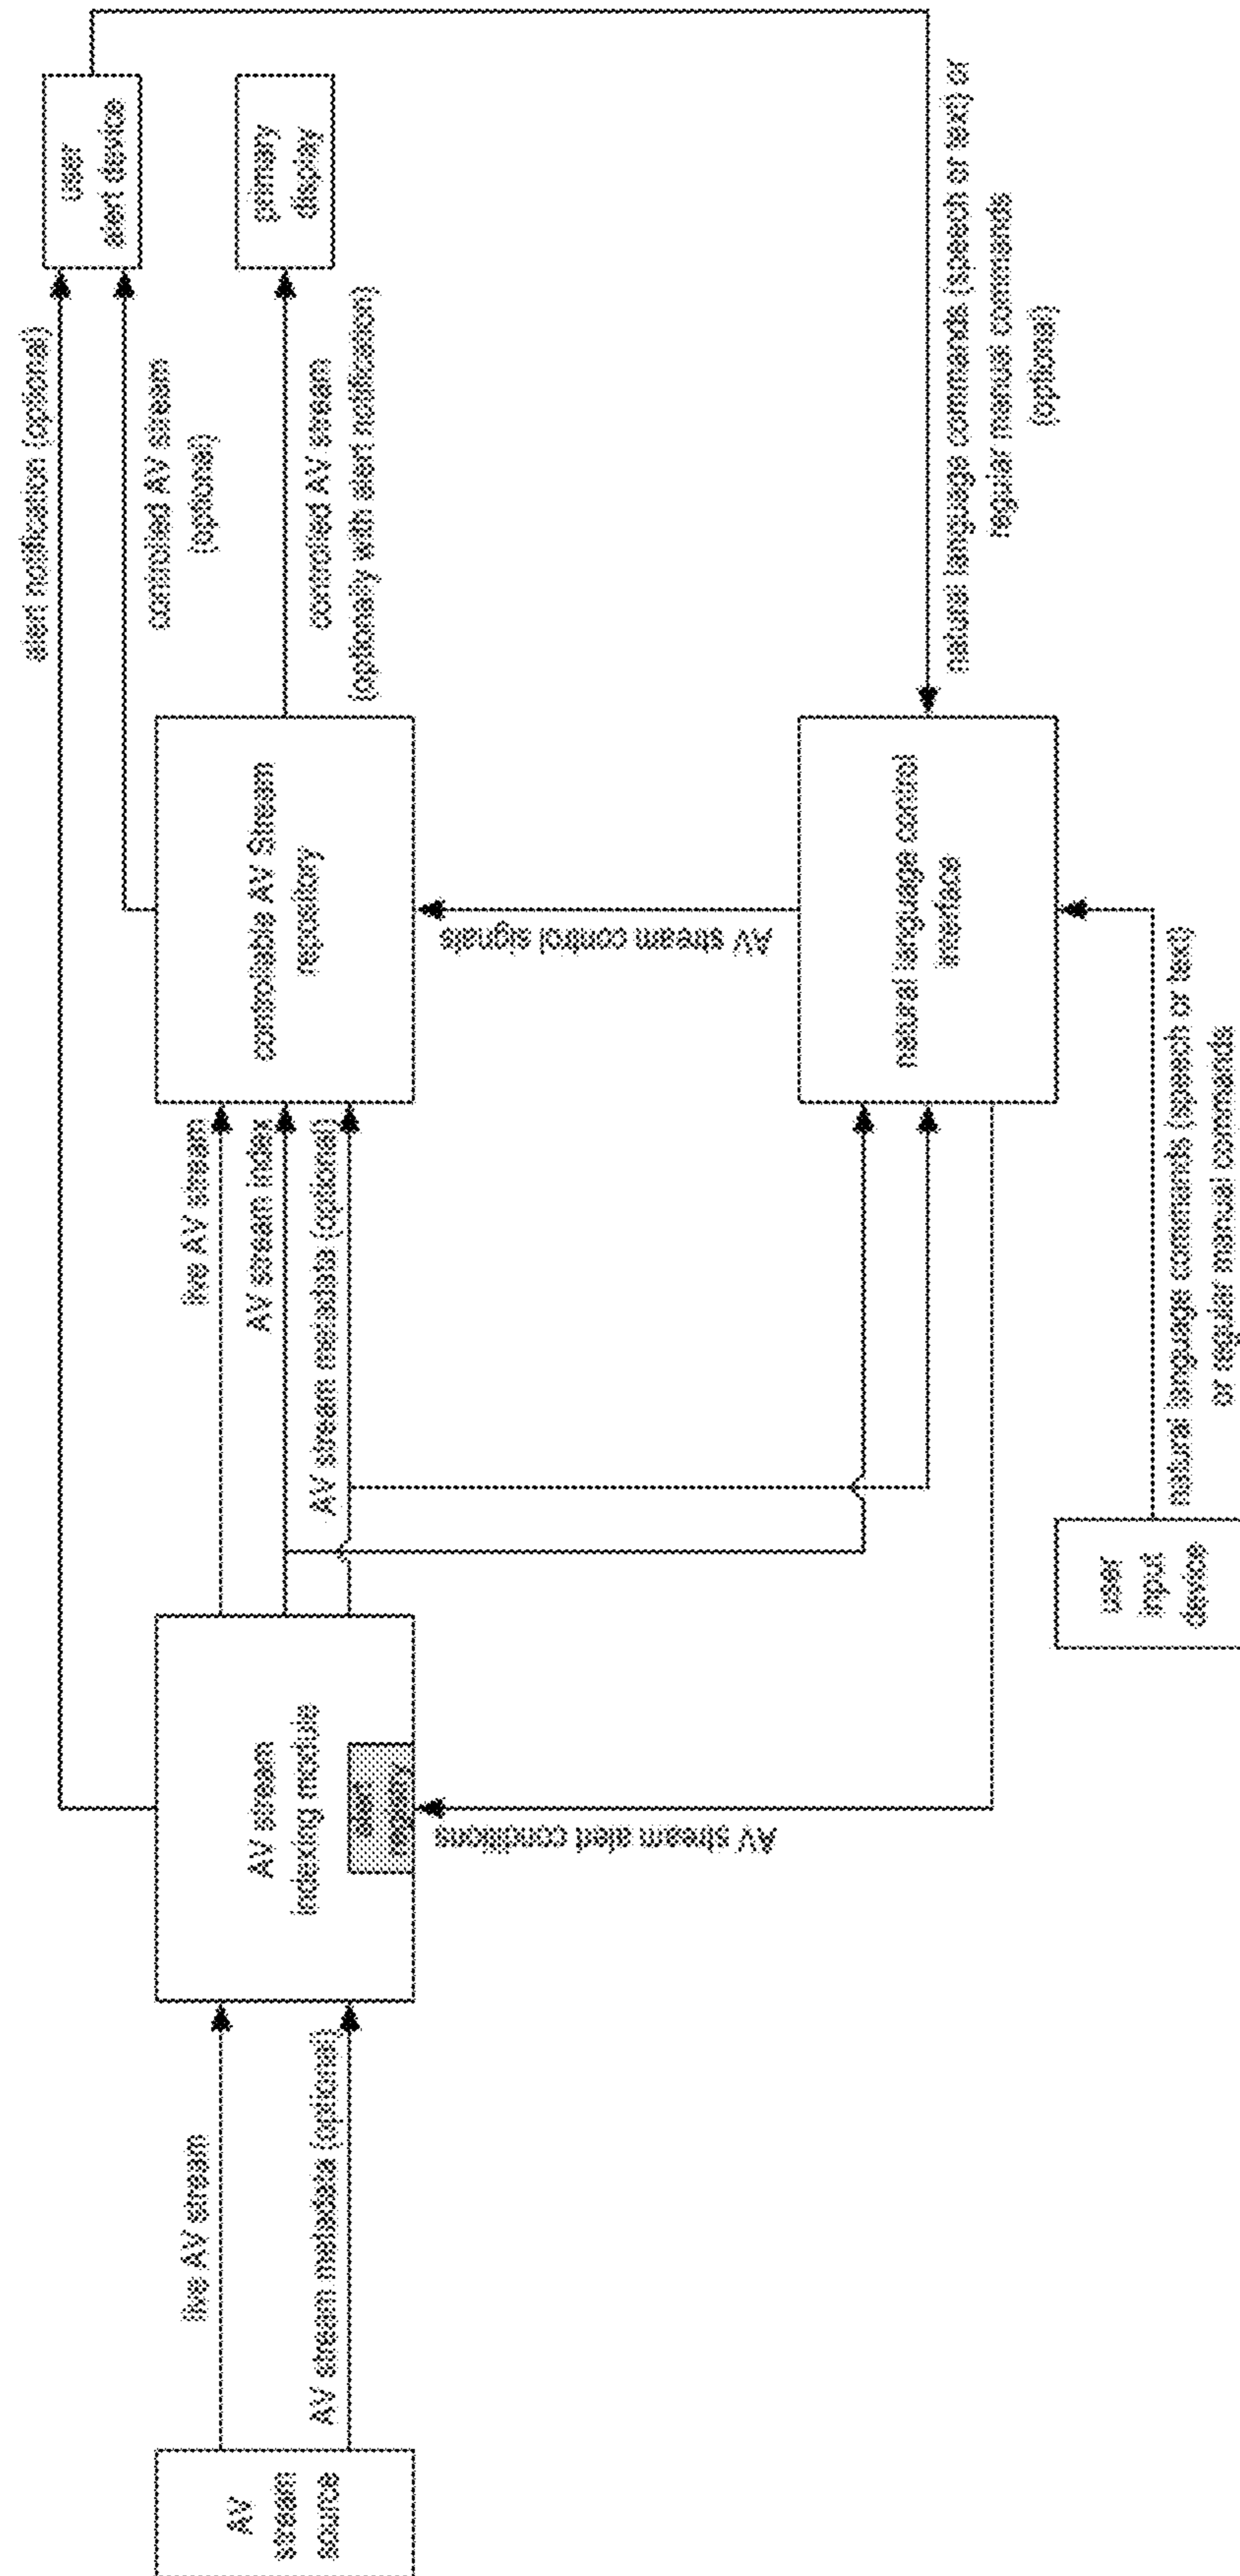 AV
stream
source
live AV stream
AV stream metadata (optional)
AV stream
indexing module
alert
AV stream alert conditions
live AV stream
AV stream index
AV stream metadata (optional)
controllable AV Stream
repository
AV stream control signals
natural language control
interface
user
input
device
natural language commands (speech or text)
or regular manual commands
alert notification (optional)
controlled AV stream
(optional)
controlled AV stream
(optionally with alert notification)
user
alert device
primary
display
natural language commands (speech or text) or
regular manual commands
(optional)